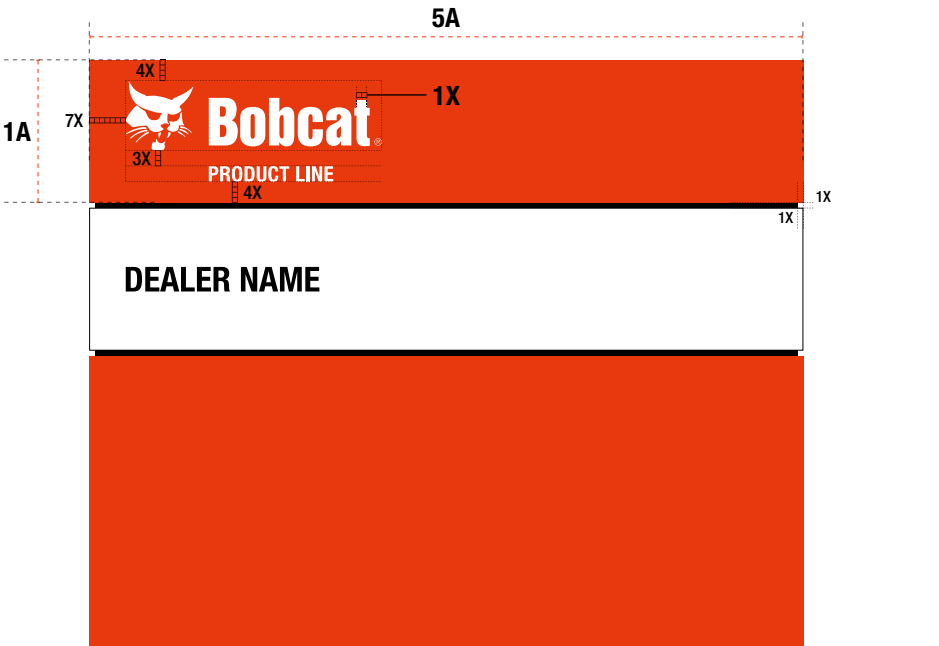 5A
4X
1X
Bobcat®
7X
1A
3X
PRODUCT LINE
4X
1X
1X
DEALER NAME